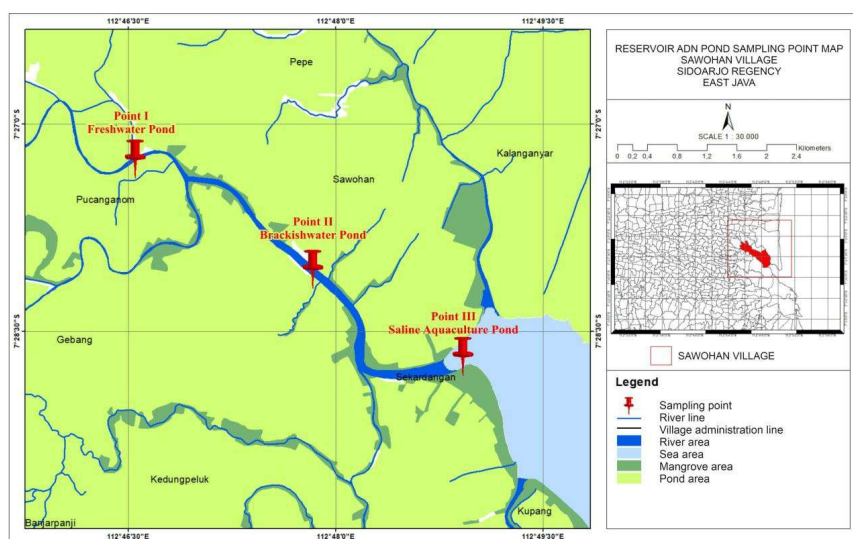 112°46'30"E 112°48'0"E 112°49'30"E
Pepe
Point I
Freshwater Pond
7°27'0"S
7°27'0"S
Kalanganyar
Sawohan
Pucanganom
Point II
Brackishwater Pond
Point III
Saline Aquaculture Pond
7°28'30"S
7°28'30"S
Gebang
Sekardangan
Kedungpeluk
Kupang
Banjarpanji
112°46'30"E 112°48'0"E 112°49'30"E
RESERVOIR ADN POND SAMPLING POINT MAP
SAWOHAN VILLAGE
SIDOARJO REGENCY
EAST JAVA
N
SCALE 1 : 30.000
Kilometers
0 0,2 0,4 0,8 1,2 1,6 2 2,4
SAWOHAN VILLAGE
Legend
Sampling point
River line
Village administration line
River area
Sea area
Mangrove area
Pond area